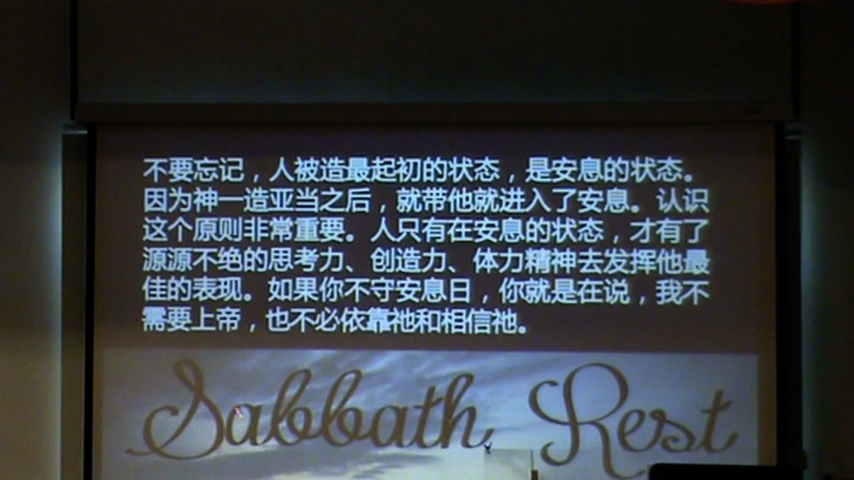 不要忘记，人被造最起初的状态，是安息的状态。
因为神一造亚当之后，就带他就进入了安息。认识
这个原则非常重要。人只有在安息的状态，才有了
源源不绝的思考力、创造力、体力精神去发挥他最
佳的表现。如果你不守安息日，你就是在说，我不
需要上帝，也不必依靠祂和相信祂。
Sabbath Rest